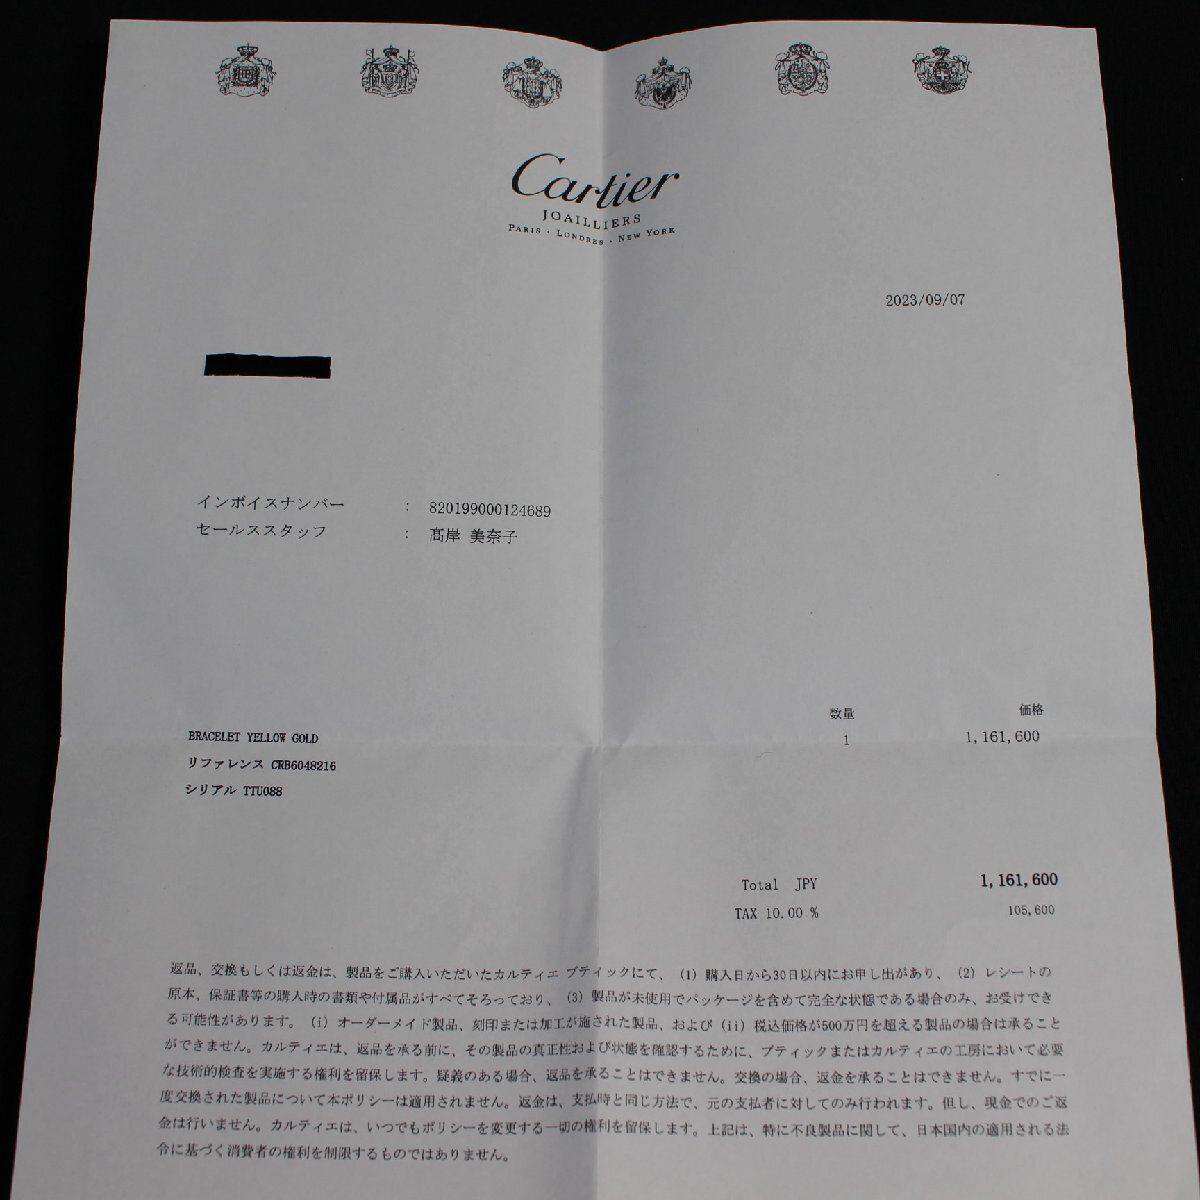 Cartier
JOAILLIERS
PARIS · LONDRES · NEW YORK
2023/09/07
インボイスナンバー : 820199000124689
セールススタッフ : 髙岸 美奈子
数量 価格
BRACELET YELLOW GOLD 1 1,161,600
リファレンス CRB6048216
シリアル TTU088
Total JPY 1,161,600
TAX 10.00 % 105,600
返品、交換もしくは返金は、製品をご購入いただいたカルティエ ブティックにて、(1) 購入日から30日以内にお申し出があり、(2) レシートの
原本、保証書等の購入時の書類や付属品がすべてそろっており、(3) 製品が未使用でパッケージを含めて完全な状態である場合のみ、お受けでき
る可能性があります。(i) オーダーメイド製品、刻印または加工が施された製品、および (ii) 税込価格が500万円を超える製品の場合は承ること
ができません。カルティエは、返品を承る前に、その製品の真正性および状態を確認するために、ブティックまたはカルティエの工房において必要
な技術的検査を実施する権利を留保します。疑義のある場合、返品を承ることはできません。交換の場合、返金を承ることはできません。すでに一
度交換された製品について本ポリシーは適用されません。返金は、支払時と同じ方法で、元の支払者に対してのみ行われます。但し、現金でのご返
金は行いません。カルティエは、いつでもポリシーを変更する一切の権利を留保します。上記は、特に不良製品に関して、日本国内の適用される法
令に基づく消費者の権利を制限するものではありません。